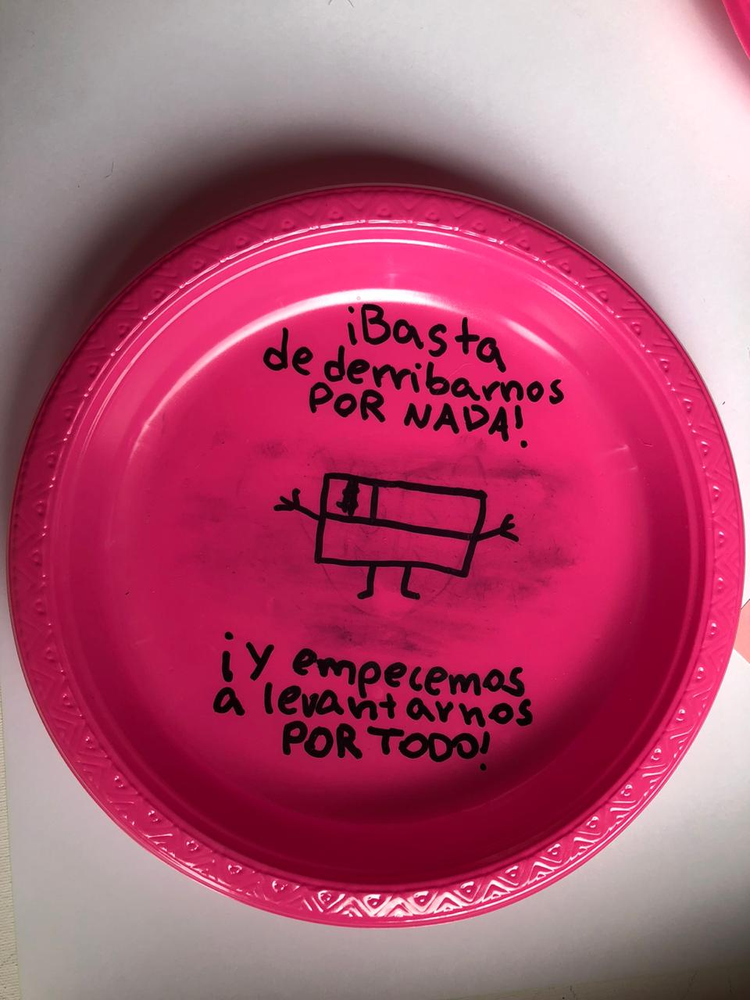 ¡Basta
de derribarnos
POR NADA!
¡Y empecemos
a levantarnos
POR TODO!